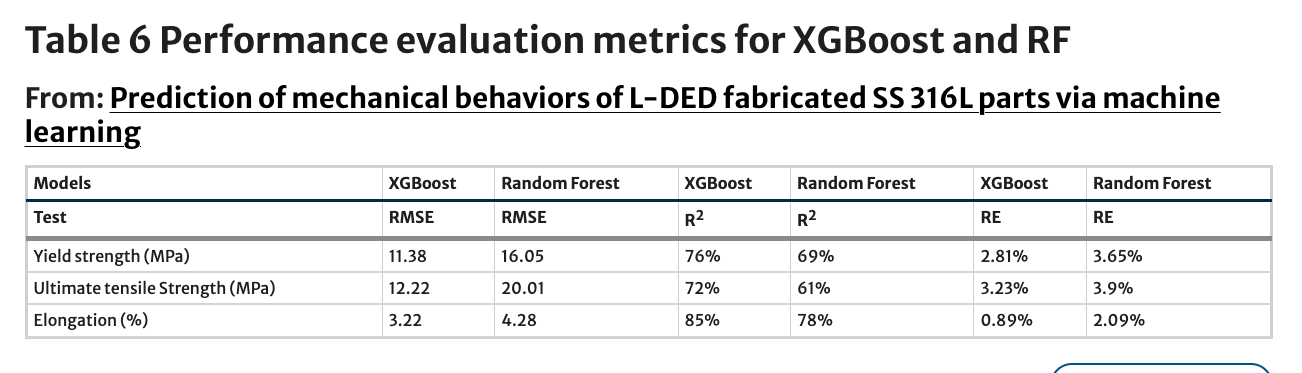 Table 6 Performance evaluation metrics for XGBoost and RF
From: Prediction of mechanical behaviors of L-DED fabricated SS 316L parts via machine
learning
Models XGBoost Random Forest XGBoost Random Forest XGBoost Random Forest
Test RMSE RMSE R² R² RE RE
Yield strength (MPa) 11.38 16.05 76% 69% 2.81% 3.65%
Ultimate tensile Strength (MPa) 12.22 20.01 72% 61% 3.23% 3.9%
Elongation (%) 3.22 4.28 85% 78% 0.89% 2.09%